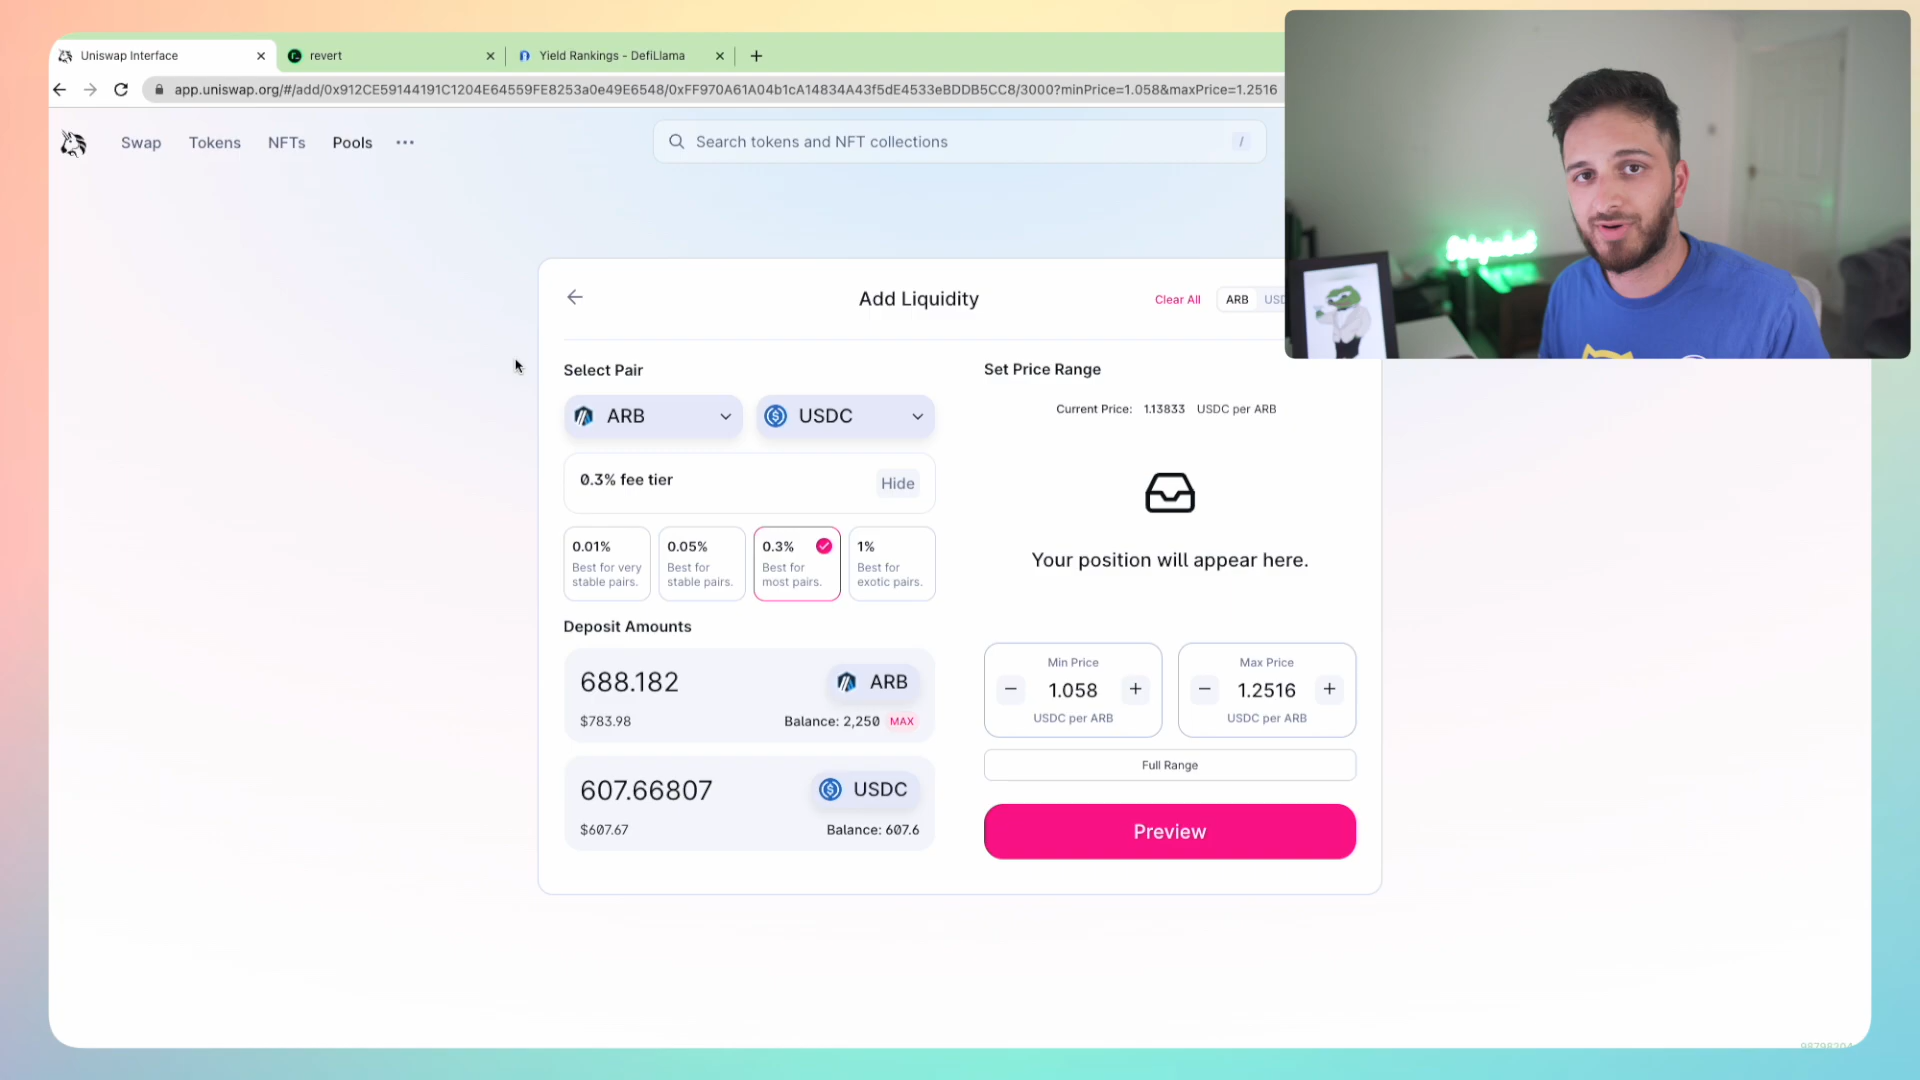 Uniswap Interface
revert
Yield Rankings - DefiLlama
app.uniswap.org/#/add/0x912CE59144191C1204E64559FE8253a0e49E6548/0xFF970A61A04b1cA14834A43f5dE4533eBDDB5CC8/3000?minPrice=1.058&maxPrice=1.2516
Swap Tokens NFTs Pools ...
Search tokens and NFT collections /
Add Liquidity
Clear All
ARB
Select Pair
Set Price Range
Current Price: 1.13833 USDC per ARB
ARB
USDC
0.3% fee tier
Hide
0.01%
Best for very
stable pairs.
0.05%
Best for
stable pairs.
0.3%
Best for
most pairs.
1%
Best for
exotic pairs.
Your position will appear here.
Deposit Amounts
688.182
ARB
$783.98
Balance: 2,250 MAX
607.66807
USDC
$607.67
Balance: 607.6
Min Price
− 1.058 +
USDC per ARB
Max Price
− 1.2516 +
USDC per ARB
Full Range
Preview